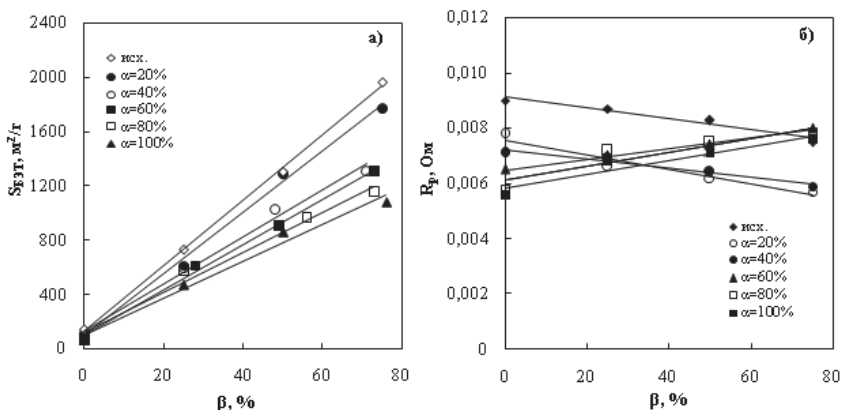 а)
S_БЭТ, м²/г
2400
2000
1600
1200
800
400
0
исх.
α=20%
α=40%
α=60%
α=80%
α=100%
0 20 40 60 80
β, %
б)
R_p, Ом
0,012
0,010
0,008
0,006
0,004
0,002
0
исх.
α=20%
α=40%
α=60%
α=80%
α=100%
0 20 40 60 80
β, %